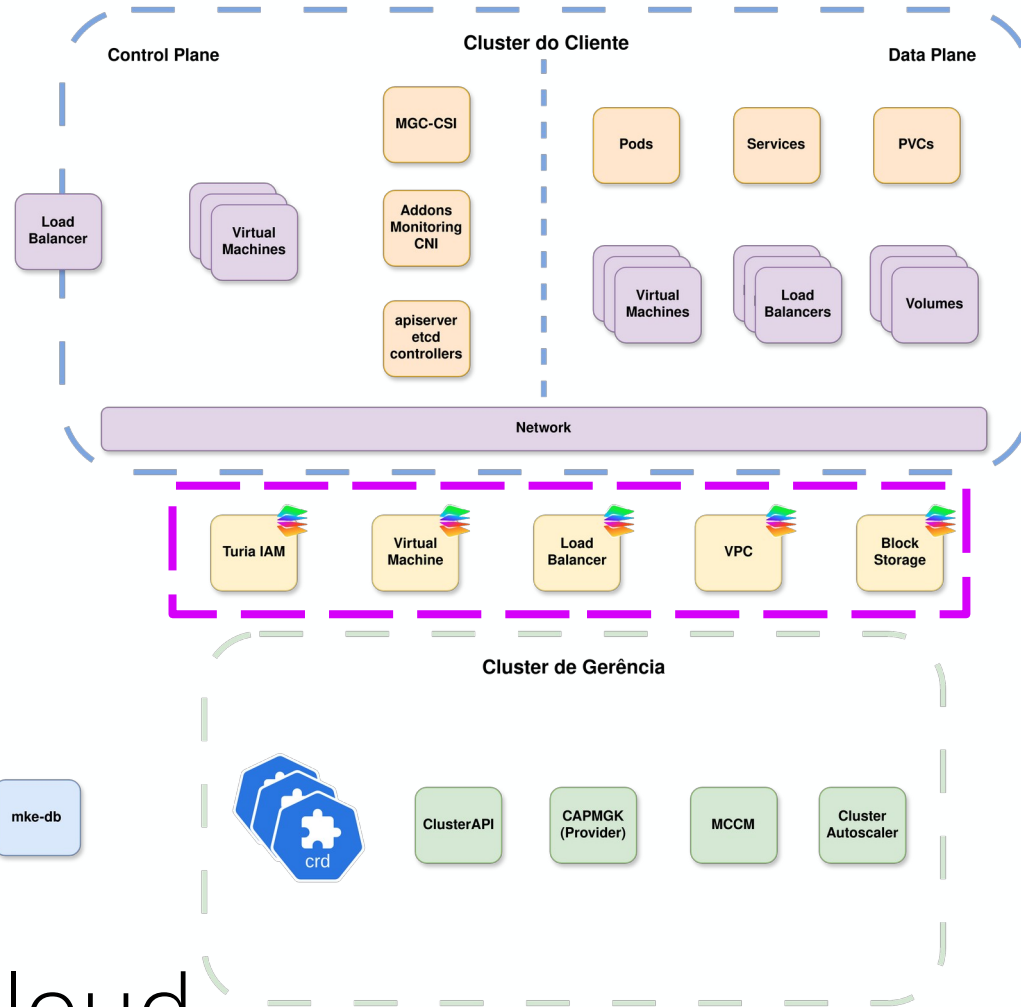 Cluster do Cliente
Control Plane
Data Plane
MGC-CSI
Pods
Services
PVCs
Load
Balancer
Virtual
Machines
Addons
Monitoring
CNI
Virtual
Machines
Load
Balancers
Volumes
apiserver
etcd
controllers
Network
Turia IAM
Virtual
Machine
Load
Balancer
VPC
Block
Storage
Cluster de Gerência
mke-db
crd
ClusterAPI
CAPMGK
(Provider)
MCCM
Cluster
Autoscaler